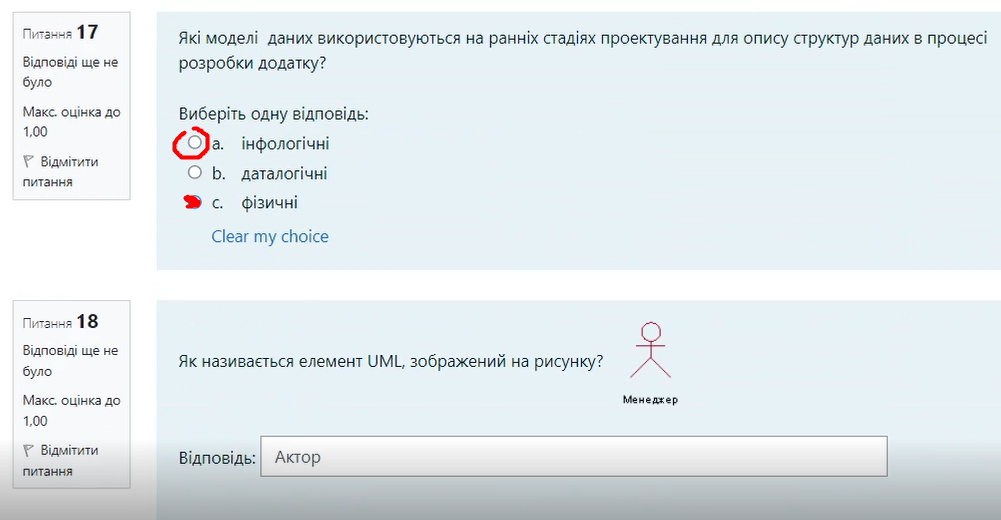 Питання 17
Відповіді ще не
було
Макс. оцінка до
1,00
Відмітити
питання
Які моделі даних використовуються на ранніх стадіях проектування для опису структур даних в процесі
розробки додатку?
Виберіть одну відповідь:
a. інфологічні
b. даталогічні
c. фізичні
Clear my choice
Питання 18
Відповіді ще не
було
Макс. оцінка до
1,00
Відмітити
питання
Як називається елемент UML, зображений на рисунку?
Менеджер
Відповідь: Актор